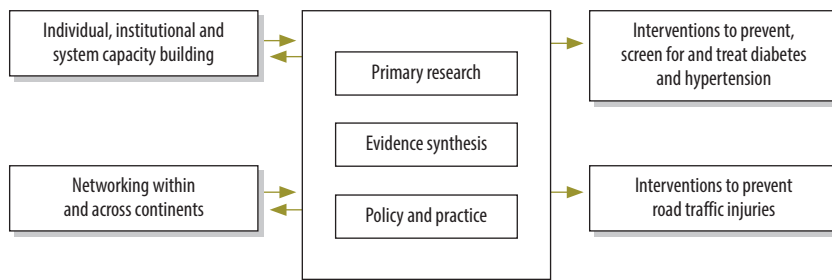 Individual, institutional and
system capacity building
Networking within
and across continents
Primary research
Evidence synthesis
Policy and practice
Interventions to prevent,
screen for and treat diabetes
and hypertension
Interventions to prevent
road traffic injuries